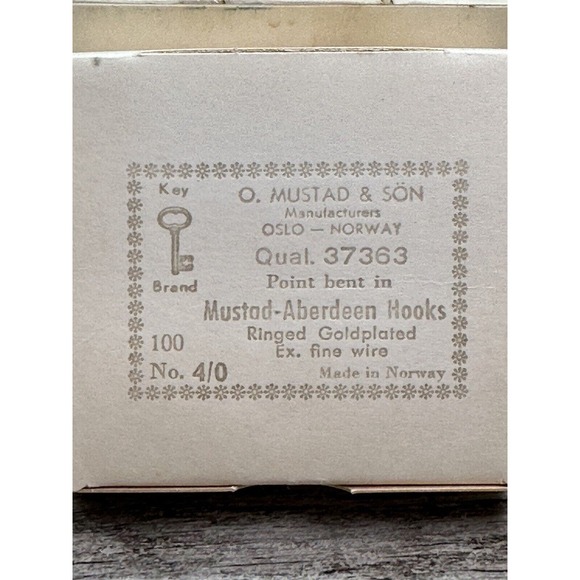 Key
Brand
O. MUSTAD & SÖN
Manufacturers
OSLO — NORWAY
Qual. 37363
Point bent in
Mustad-Aberdeen Hooks
Ringed Goldplated
Ex. fine wire
100
No. 4/0
Made in Norway